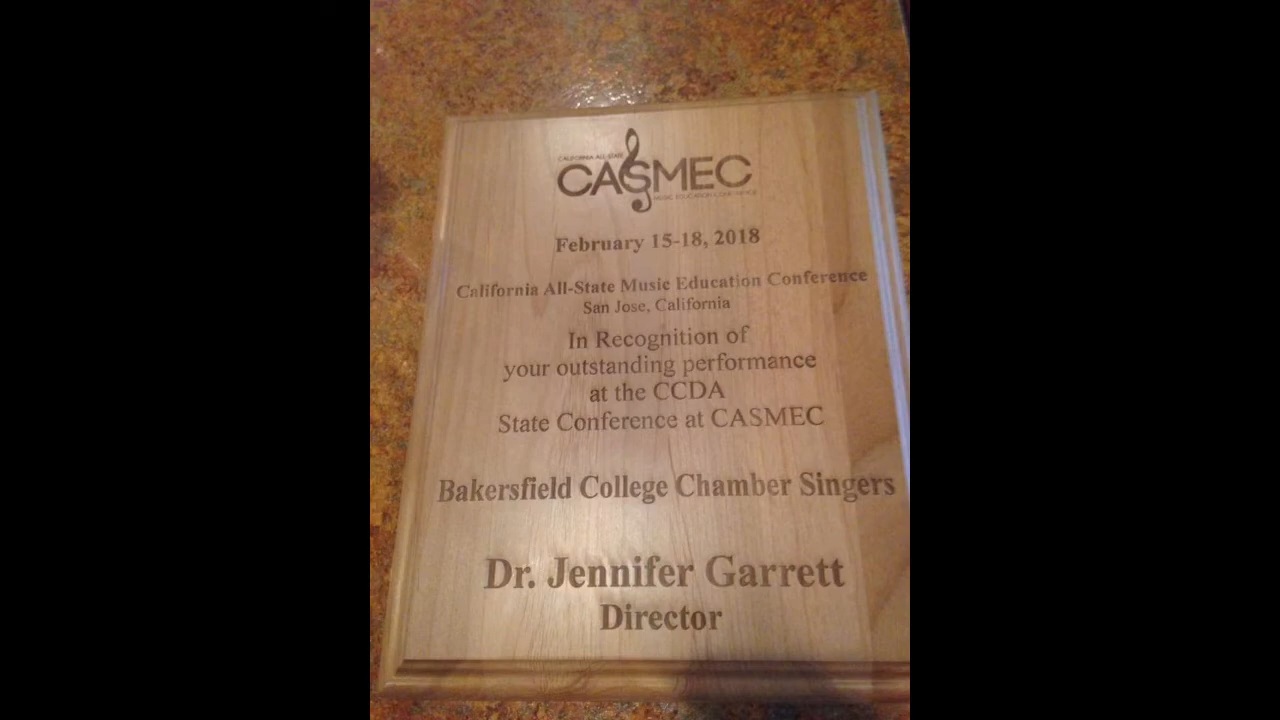 CALIFORNIA ALL-STATE
CASMEC
MUSIC EDUCATION CONFERENCE
February 15-18, 2018
California All-State Music Education Conference
San Jose, California
In Recognition of
your outstanding performance
at the CCDA
State Conference at CASMEC
Bakersfield College Chamber Singers
Dr. Jennifer Garrett
Director